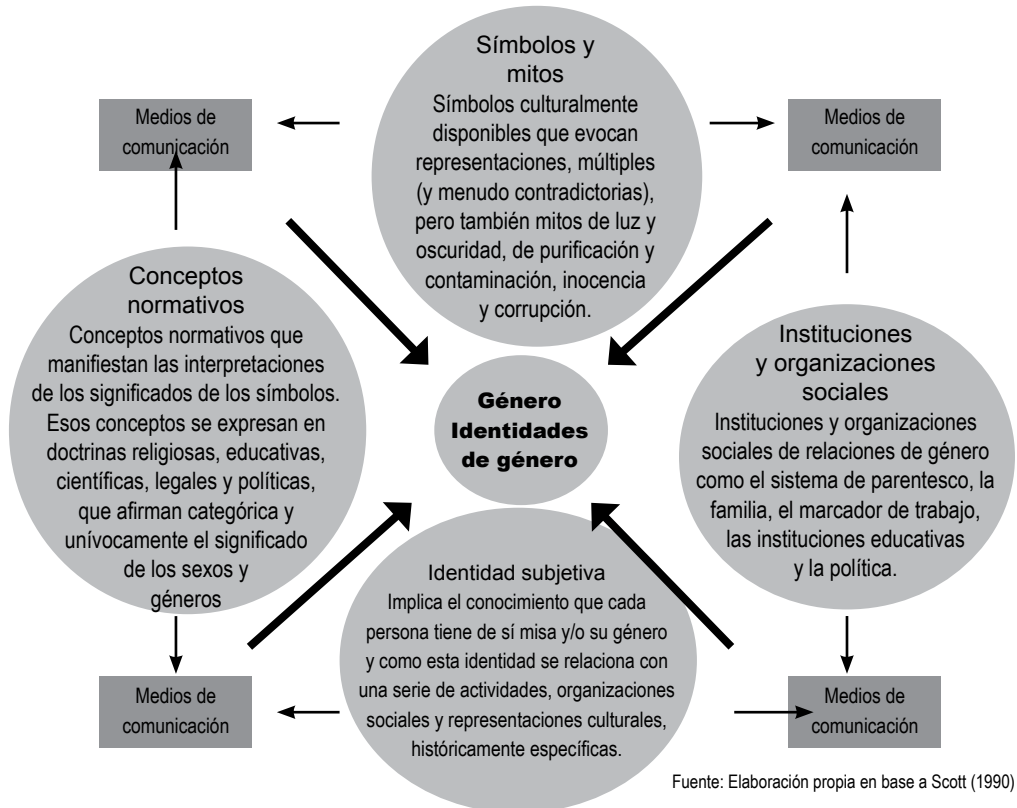 Símbolos y
mitos
Símbolos culturalmente
disponibles que evocan
representaciones, múltiples
(y menudo contradictorias),
pero también mitos de luz y
oscuridad, de purificación y
contaminación, inocencia
y corrupción.
Medios de
comunicación
Medios de
comunicación
Conceptos
normativos
Conceptos normativos que
manifiestan las interpretaciones
de los significados de los símbolos.
Esos conceptos se expresan en
doctrinas religiosas, educativas,
científicas, legales y políticas,
que afirman categórica y
unívocamente el significado
de los sexos y
géneros
Género
Identidades
de género
Instituciones
y organizaciones
sociales
Instituciones y organizaciones
sociales de relaciones de género
como el sistema de parentesco, la
familia, el marcador de trabajo,
las instituciones educativas
y la política.
Identidad subjetiva
Implica el conocimiento que cada
persona tiene de sí misa y/o su género
y como esta identidad se relaciona con
una serie de actividades, organizaciones
sociales y representaciones culturales,
históricamente específicas.
Medios de
comunicación
Medios de
comunicación
Fuente: Elaboración propia en base a Scott (1990)